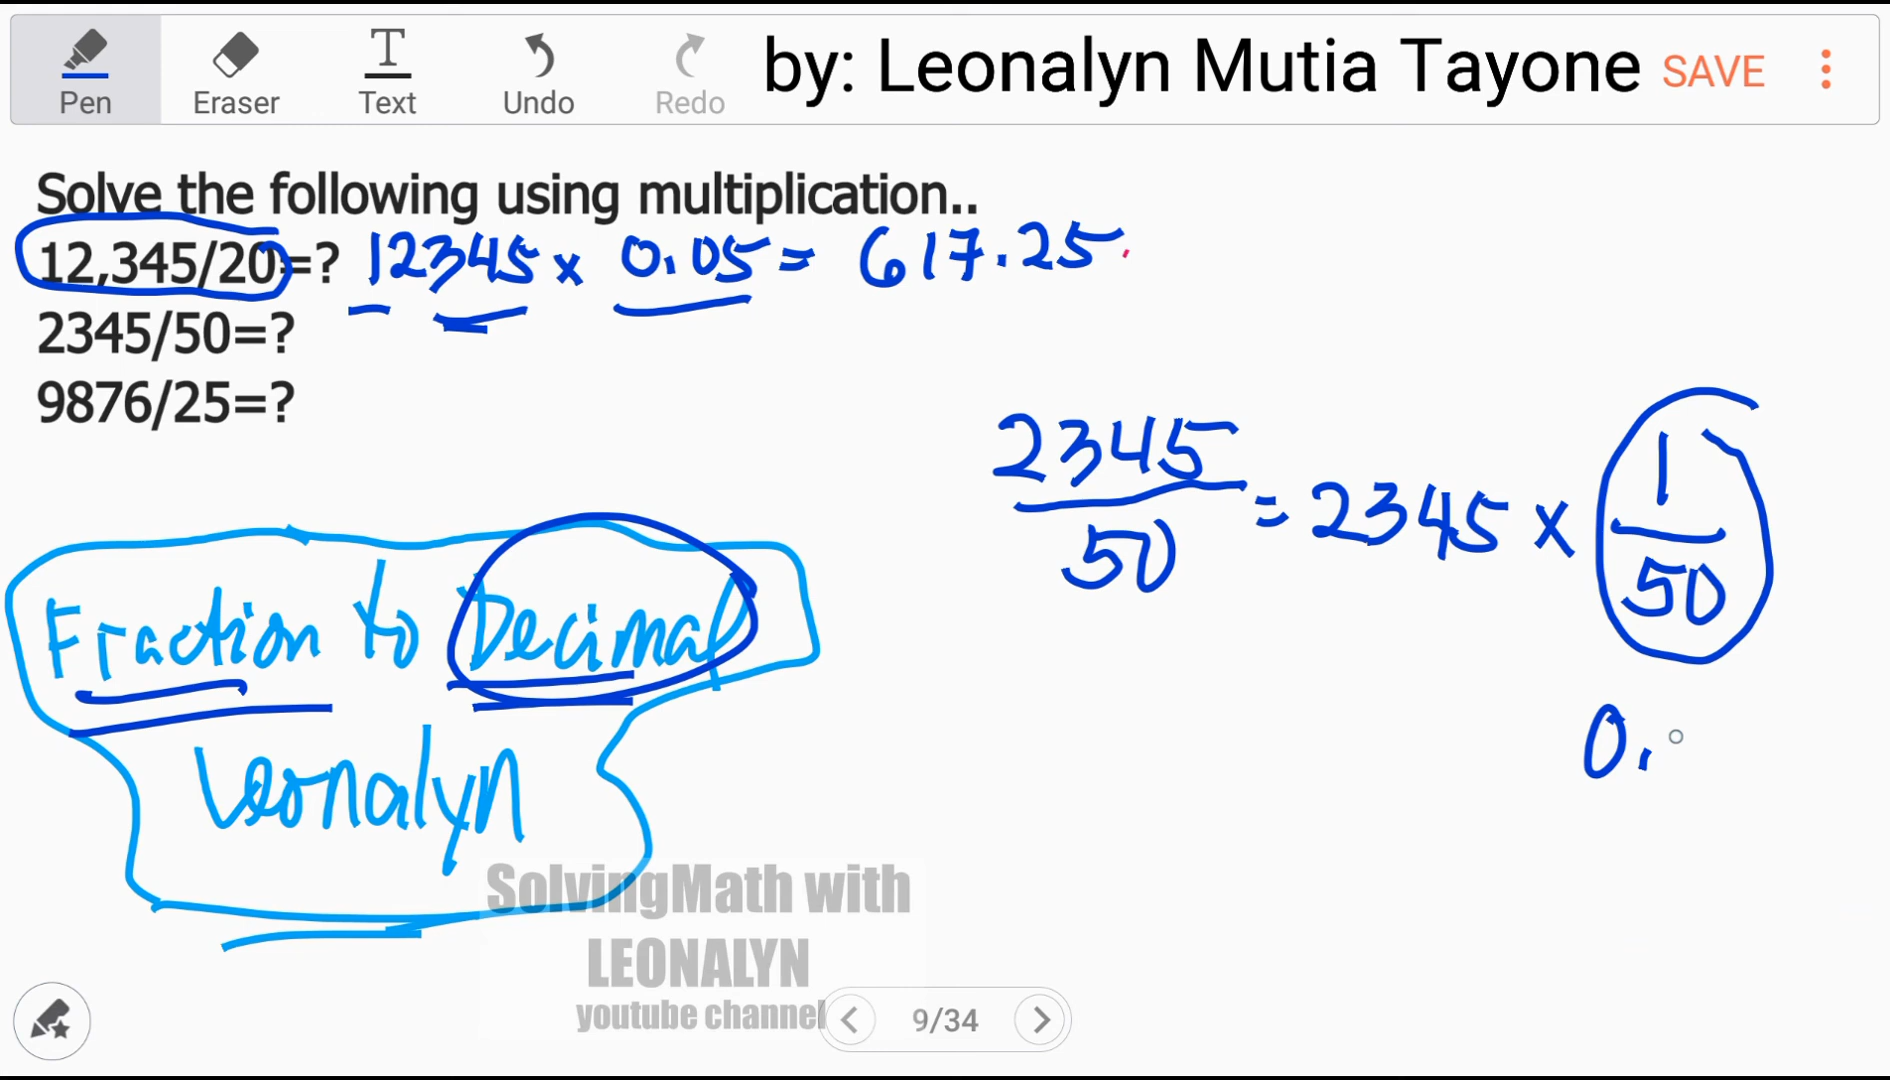 Pen Eraser Text Undo Redo by: Leonalyn Mutia Tayone SAVE
Solve the following using multiplication..
12,345/20=? 12345 x 0.05 = 617.25
2345/50=?
9876/25=?
2345/50 = 2345 x 1/50
0.
Fraction to Decimal
Leonalyn
SolvingMath with
LEONALYN
youtube channel
9/34